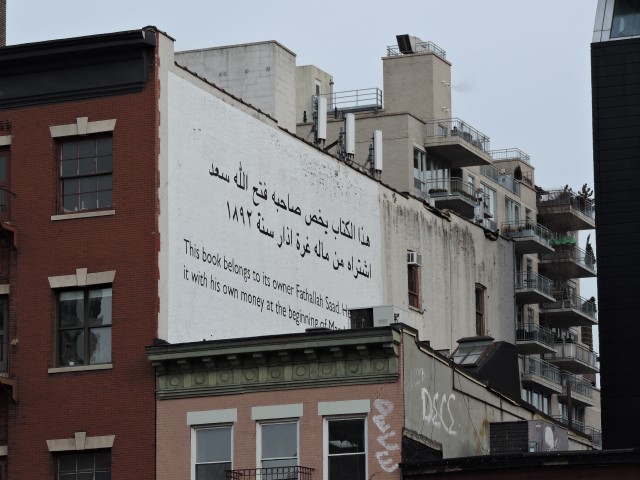 هذا الكتاب يخص صاحبه فتح الله سعد
اشتراه من ماله غرة اذار سنة ١٨٩٢
This book belongs to its owner Fathallah Saad. He
it with his own money at the beginning of